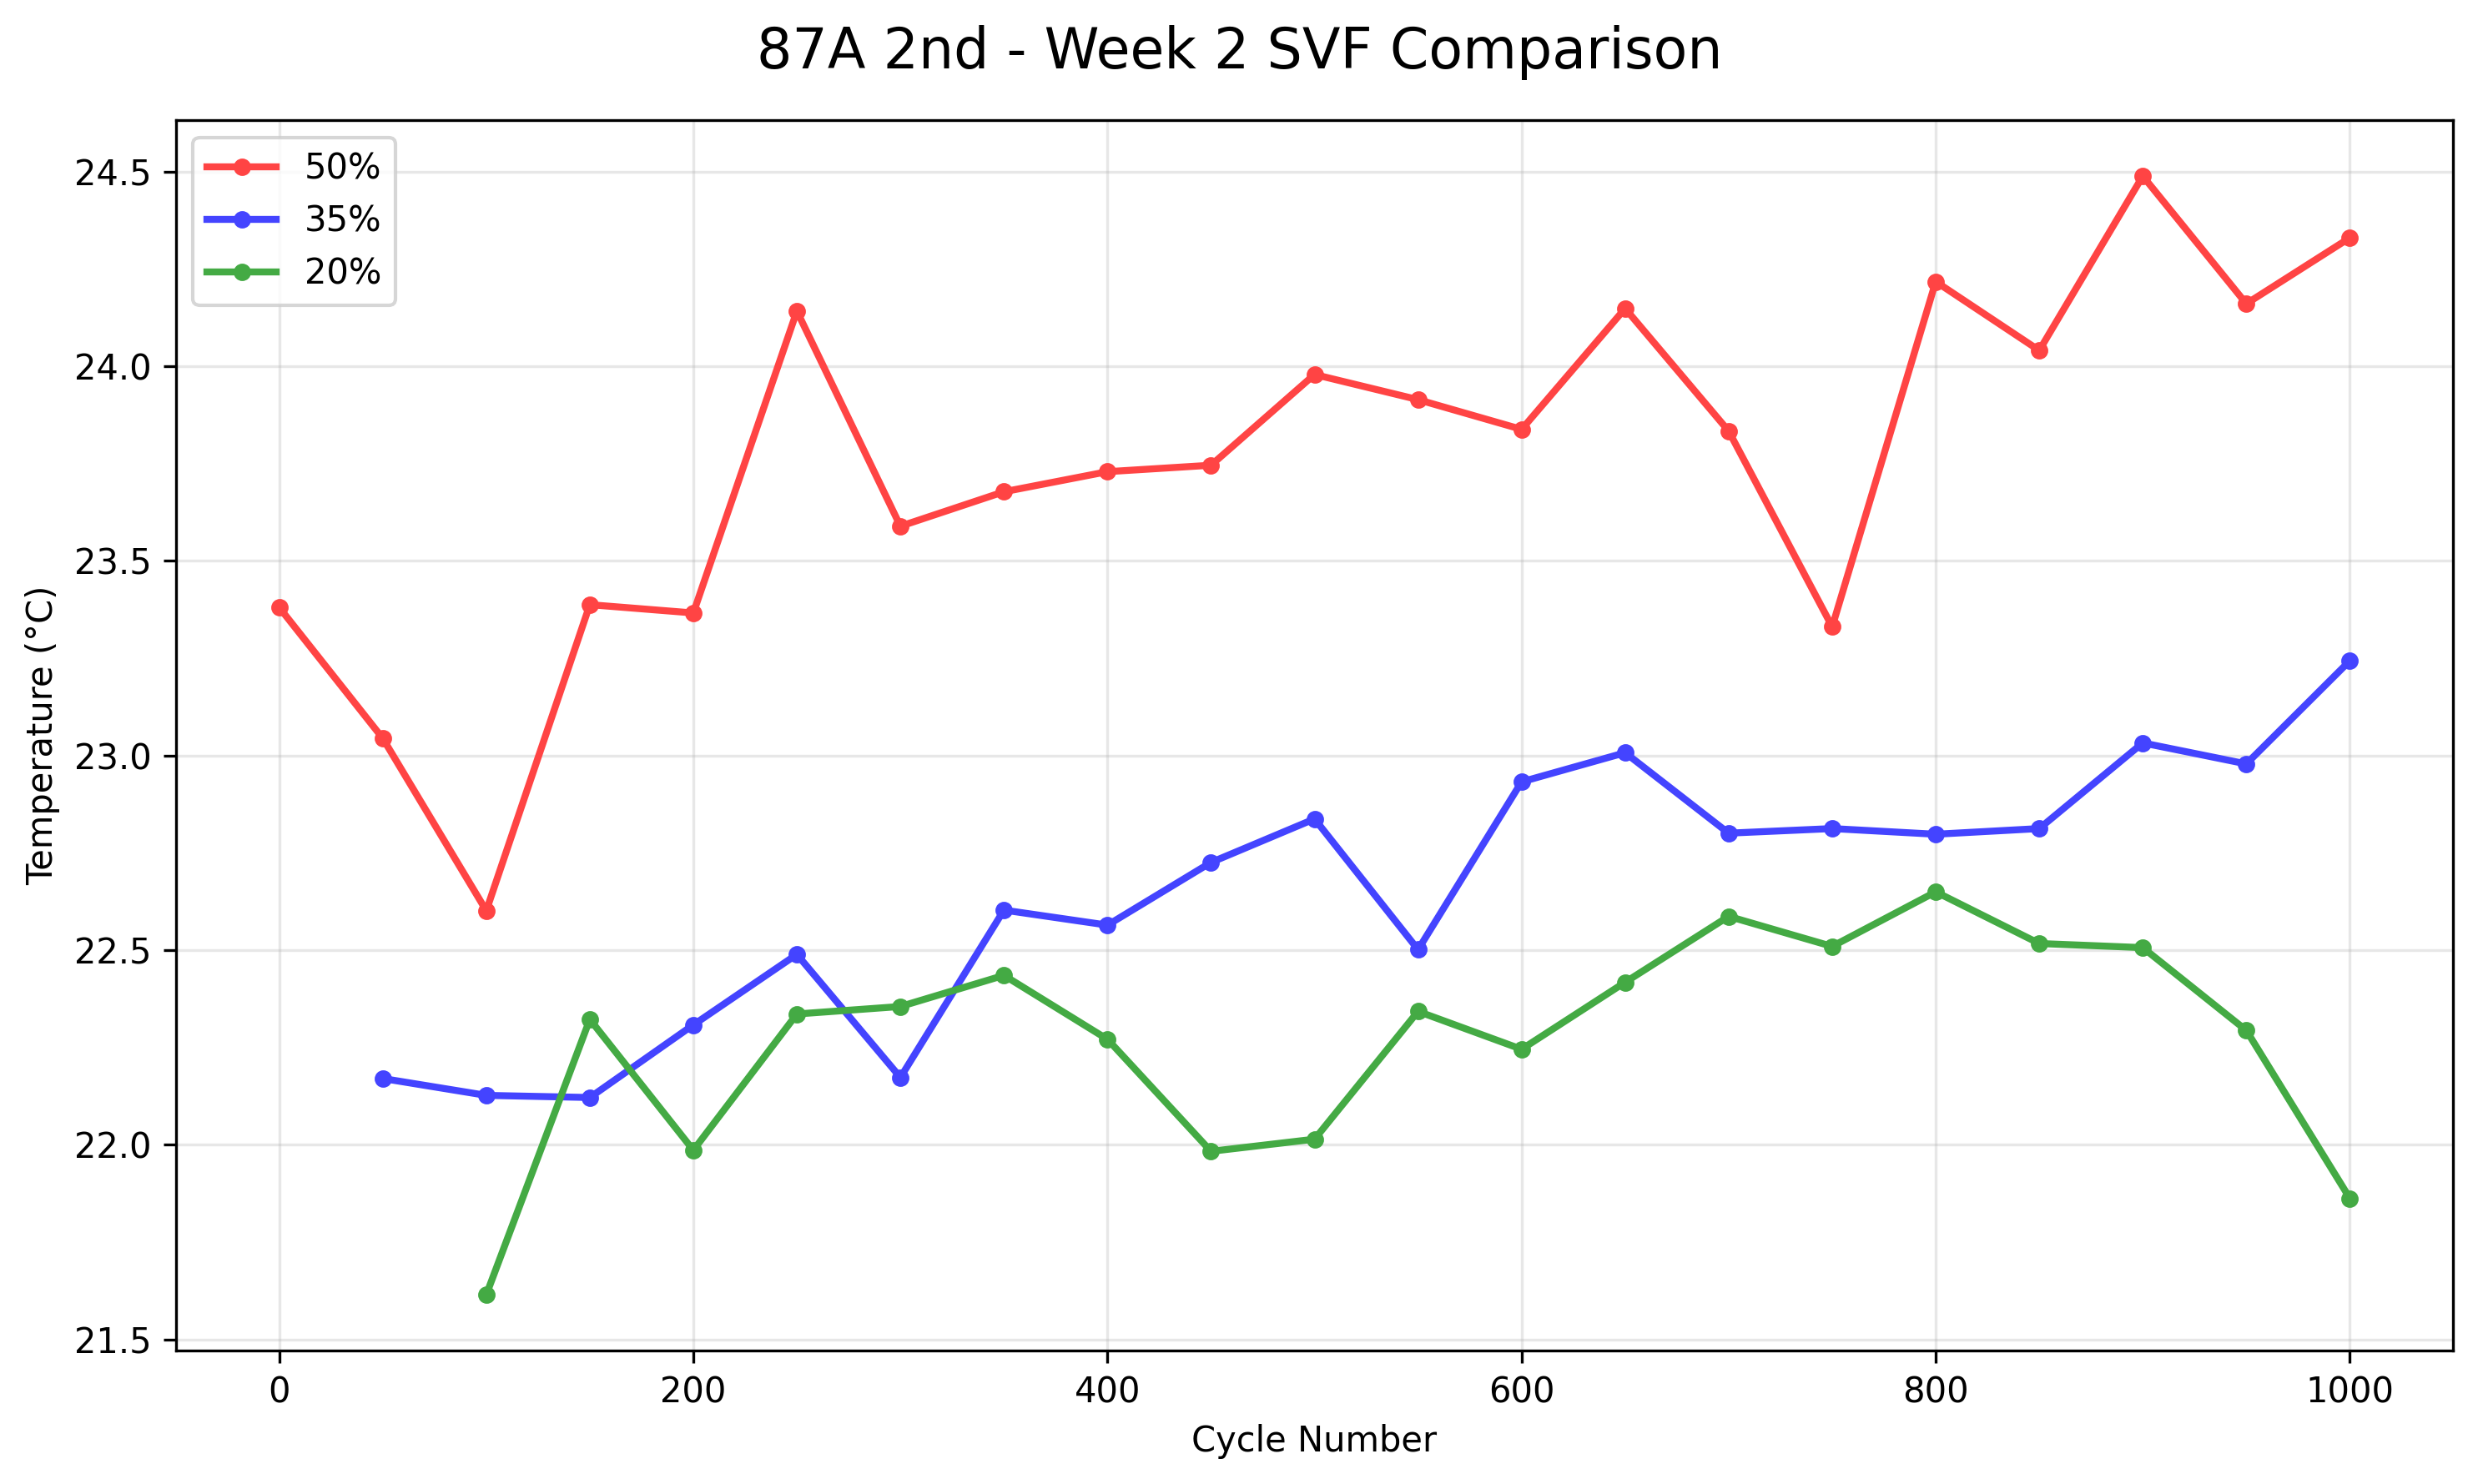 87A 2nd - Week 2 SVF Comparison
50%
35%
20%
24.5
24.0
23.5
23.0
22.5
22.0
21.5
Temperature (°C)
0 200 400 600 800 1000
Cycle Number